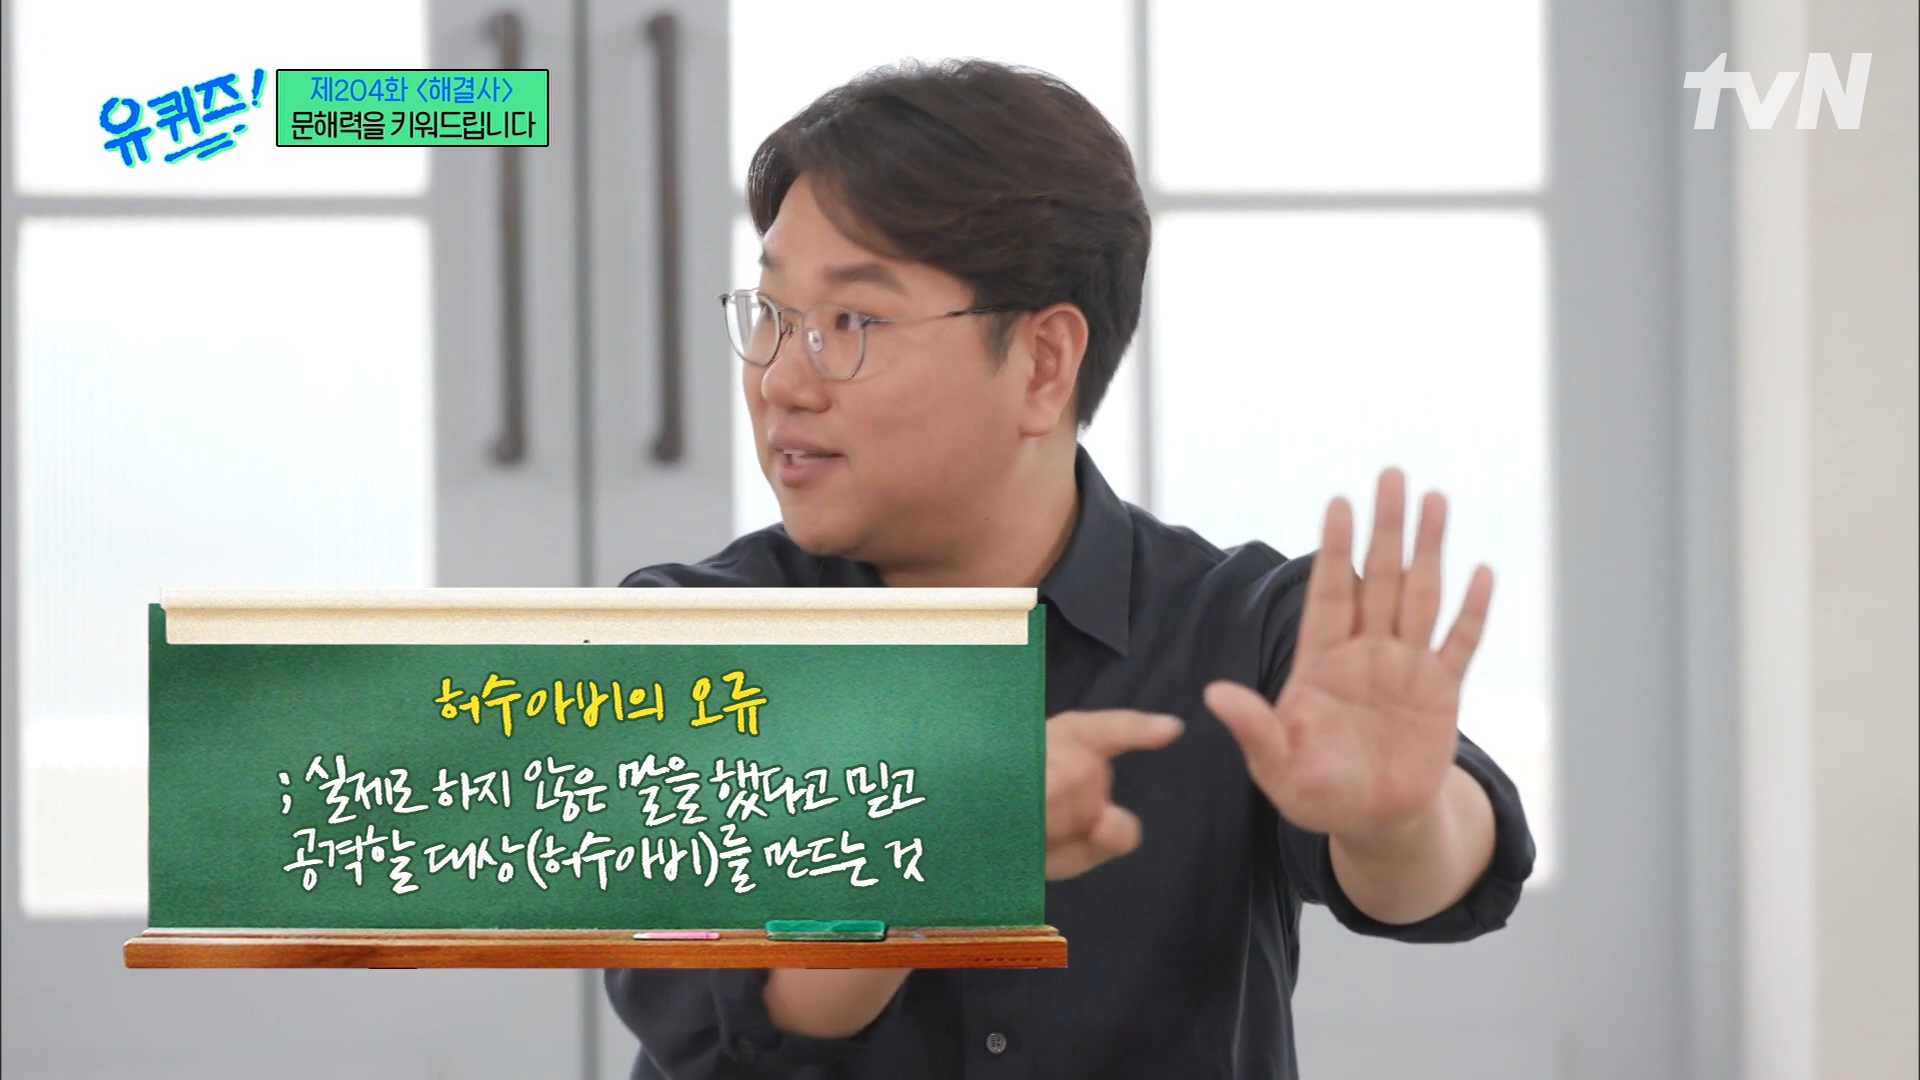 유퀴즈!
제204화 <해결사>
문해력을 키워드립니다
tvN
허수아비의 오류
; 실제로 하지 않은 말을 했다고 믿고
공격할 대상(허수아비)를 만드는 것